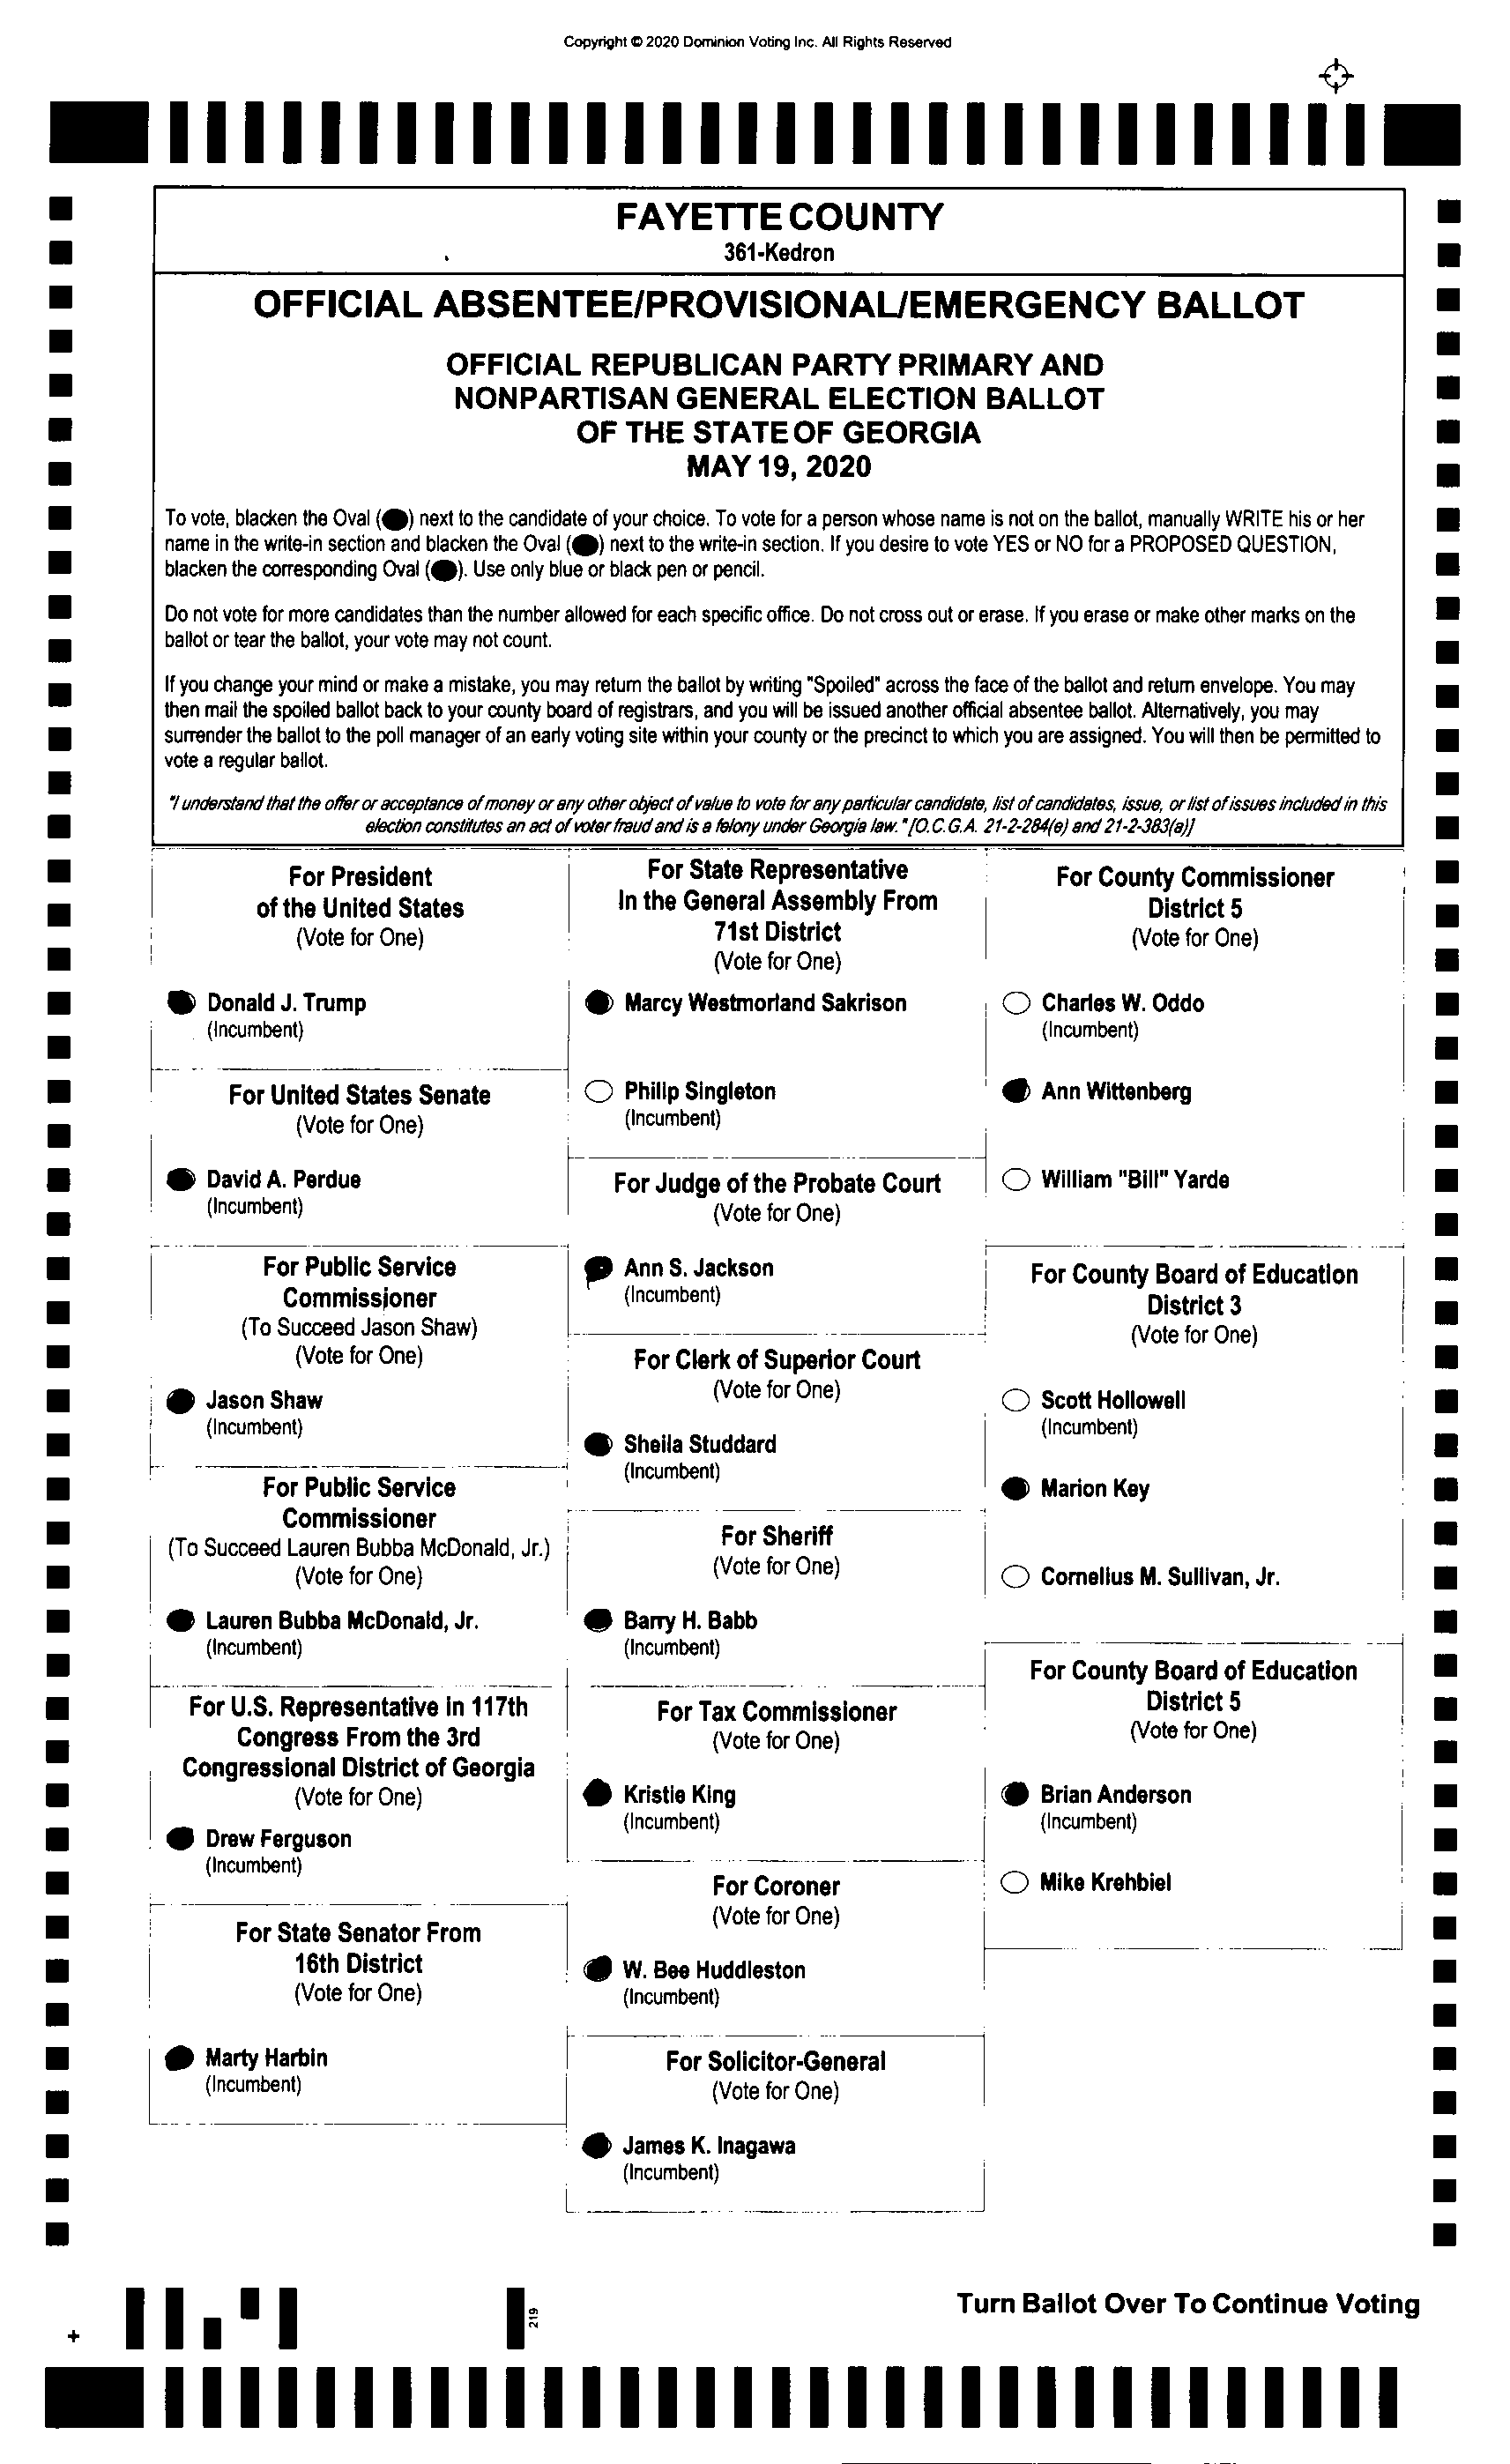 Copyright © 2020 Dominion Voting Inc. All Rights Reserved
FAYETTE COUNTY
361-Kedron
OFFICIAL ABSENTEE/PROVISIONAL/EMERGENCY BALLOT
OFFICIAL REPUBLICAN PARTY PRIMARY AND
NONPARTISAN GENERAL ELECTION BALLOT
OF THE STATE OF GEORGIA
MAY 19, 2020
To vote, blacken the Oval ( ) next to the candidate of your choice. To vote for a person whose name is not on the ballot, manually WRITE his or her
name in the write-in section and blacken the Oval ( ) next to the write-in section. If you desire to vote YES or NO for a PROPOSED QUESTION,
blacken the corresponding Oval ( ). Use only blue or black pen or pencil.
Do not vote for more candidates than the number allowed for each specific office. Do not cross out or erase. If you erase or make other marks on the
ballot or tear the ballot, your vote may not count.
If you change your mind or make a mistake, you may return the ballot by writing "Spoiled" across the face of the ballot and return envelope. You may
then mail the spoiled ballot back to your county board of registrars, and you will be issued another official absentee ballot. Alternatively, you may
surrender the ballot to the poll manager of an early voting site within your county or the precinct to which you are assigned. You will then be permitted to
vote a regular ballot.
"I understand that the offer or acceptance of money or any other object of value to vote for any particular candidate, list of candidates, issue, or list of issues included in this
election constitutes an act of voter fraud and is a felony under Georgia law." [O.C.G.A. 21-2-284(e) and 21-2-383(a)]
For President
of the United States
(Vote for One)
Donald J. Trump
(Incumbent)
For United States Senate
(Vote for One)
David A. Perdue
(Incumbent)
For Public Service
Commissioner
(To Succeed Jason Shaw)
(Vote for One)
Jason Shaw
(Incumbent)
For Public Service
Commissioner
(To Succeed Lauren Bubba McDonald, Jr.)
(Vote for One)
Lauren Bubba McDonald, Jr.
(Incumbent)
For U.S. Representative in 117th
Congress From the 3rd
Congressional District of Georgia
(Vote for One)
Drew Ferguson
(Incumbent)
For State Senator From
16th District
(Vote for One)
Marty Harbin
(Incumbent)
For State Representative
In the General Assembly From
71st District
(Vote for One)
Marcy Westmorland Sakrison
Philip Singleton
(Incumbent)
For Judge of the Probate Court
(Vote for One)
Ann S. Jackson
(Incumbent)
For Clerk of Superior Court
(Vote for One)
Sheila Studdard
(Incumbent)
For Sheriff
(Vote for One)
Barry H. Babb
(Incumbent)
For Tax Commissioner
(Vote for One)
Kristie King
(Incumbent)
For Coroner
(Vote for One)
W. Bee Huddleston
(Incumbent)
For Solicitor-General
(Vote for One)
James K. Inagawa
(Incumbent)
For County Commissioner
District 5
(Vote for One)
Charles W. Oddo
(Incumbent)
Ann Wittenberg
William "Bill" Yarde
For County Board of Education
District 3
(Vote for One)
Scott Hollowell
(Incumbent)
Marion Key
Cornelius M. Sullivan, Jr.
For County Board of Education
District 5
(Vote for One)
Brian Anderson
(Incumbent)
Mike Krehbiel
219
Turn Ballot Over To Continue Voting